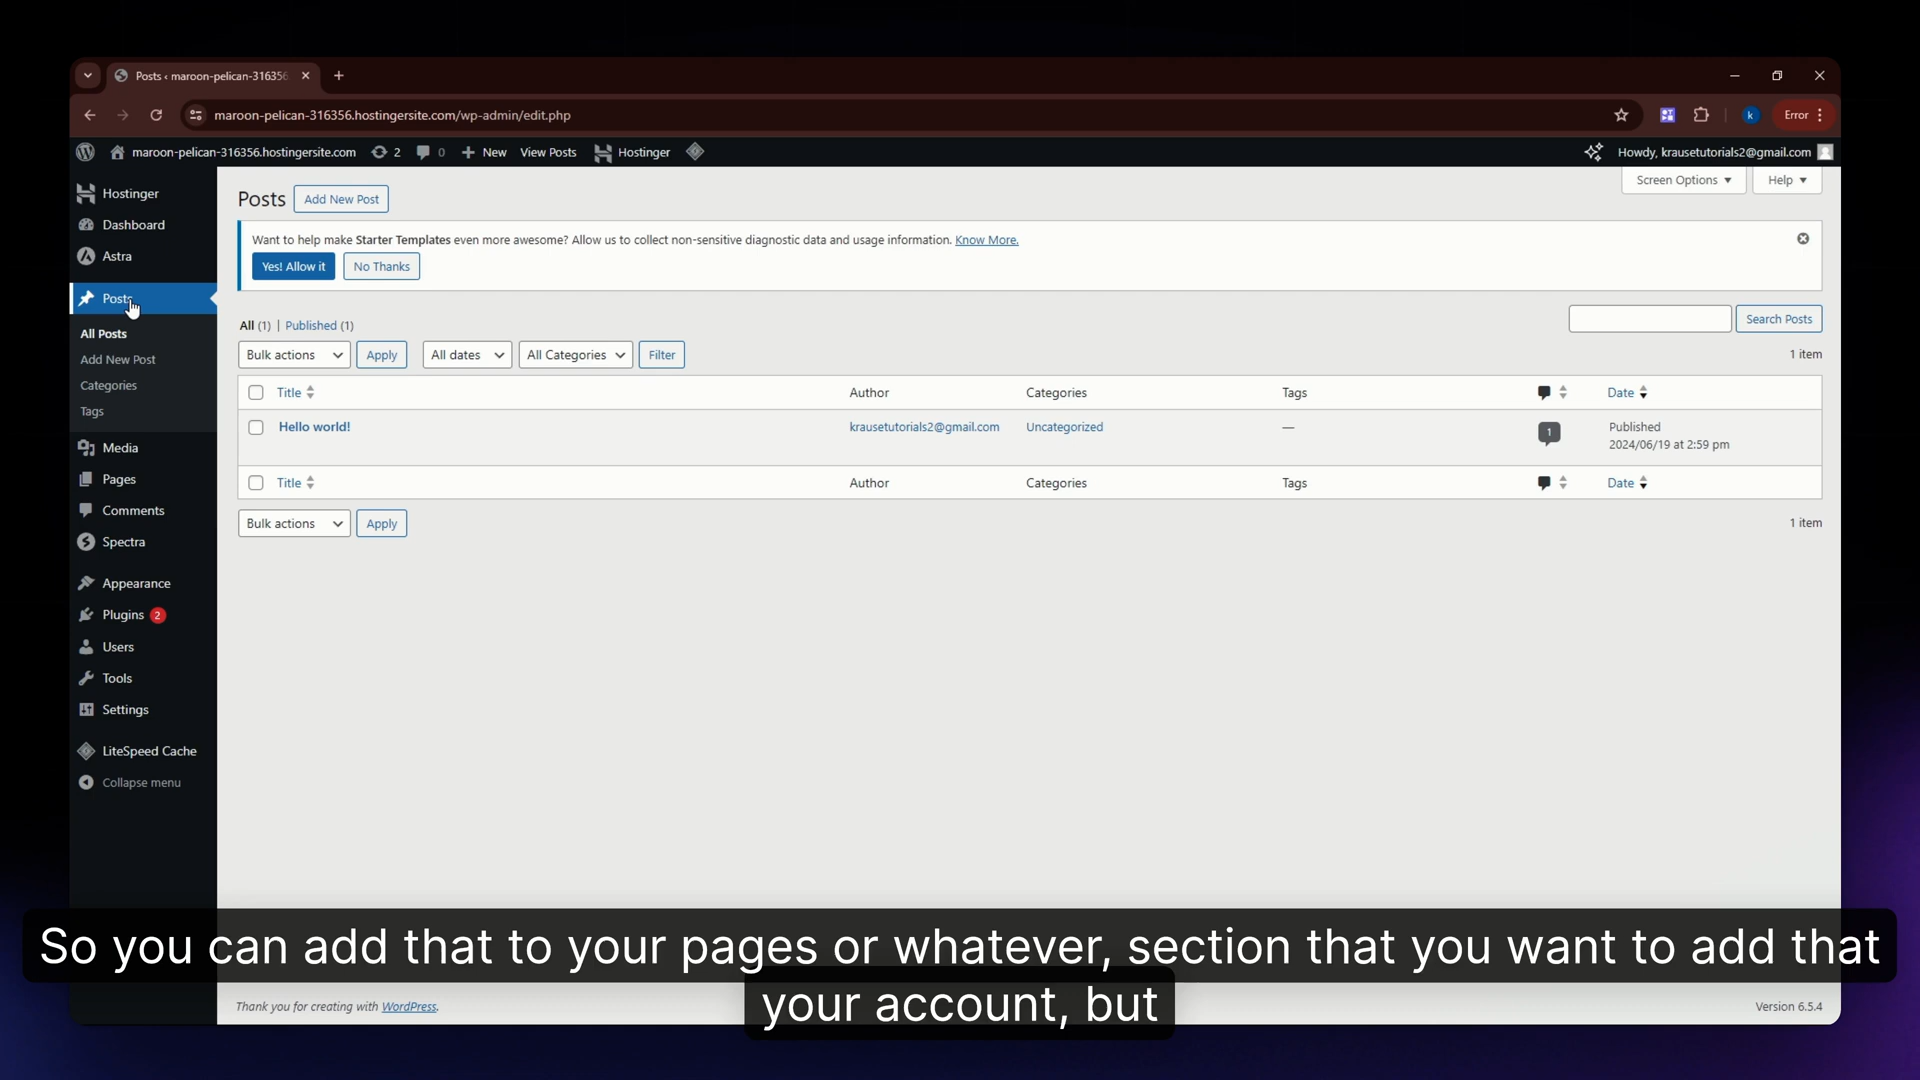 Posts ‹ maroon-pelican-316356
maroon-pelican-316356.hostingersite.com/wp-admin/edit.php
k
Error
maroon-pelican-316356.hostingersite.com 2 0 New View Posts Hostinger
Howdy, krausetutorials2@gmail.com
Hostinger
Dashboard
Astra
Posts
All Posts
Add New Post
Categories
Tags
Media
Pages
Comments
Spectra
Appearance
Plugins 2
Users
Tools
Settings
LiteSpeed Cache
Collapse menu
Screen Options Help
Posts Add New Post
Want to help make Starter Templates even more awesome? Allow us to collect non-sensitive diagnostic data and usage information. Know More.
Yes! Allow it No Thanks
All (1) | Published (1)
Search Posts
Bulk actions Apply All dates All Categories Filter
1 item
Title Author Categories Tags Date
Hello world! krausetutorials2@gmail.com Uncategorized — 1 Published
2024/06/19 at 2:59 pm
Title Author Categories Tags Date
Bulk actions Apply
1 item
So you can add that to your pages or whatever, section that you want to add that
your account, but
Thank you for creating with WordPress.
Version 6.5.4